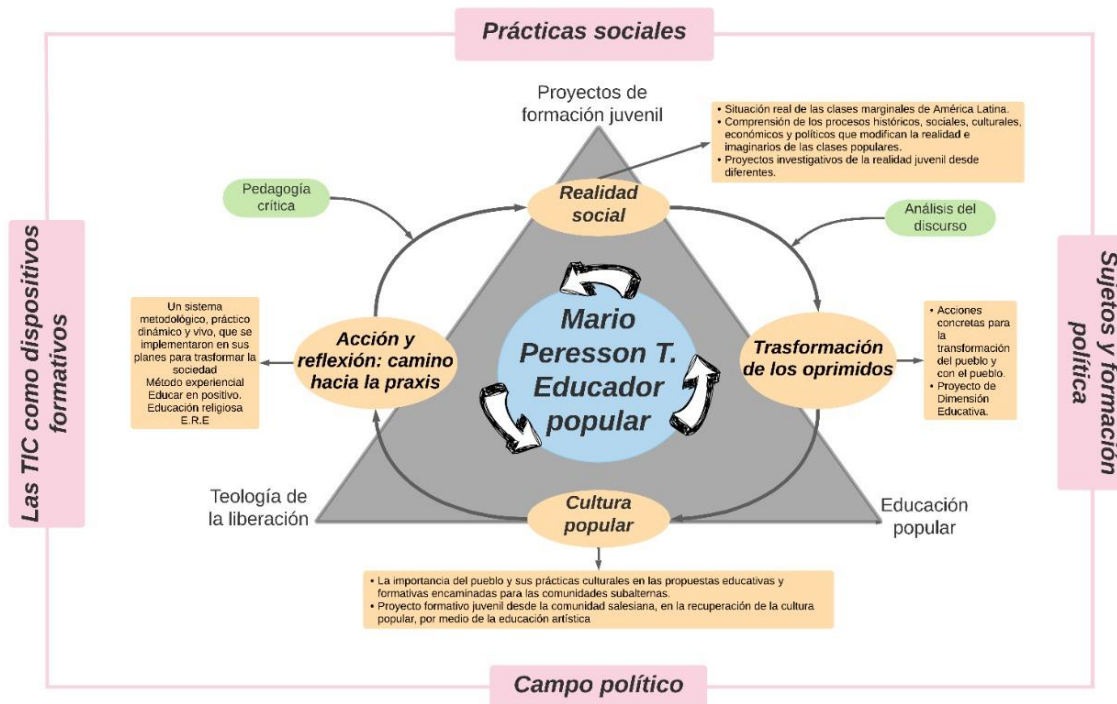 Prácticas sociales
Proyectos de
formación juvenil
• Situación real de las clases marginales de América Latina.
• Comprensión de los procesos históricos, sociales, culturales,
económicos y políticos que modifican la realidad e
imaginarios de las clases populares.
• Proyectos investigativos de la realidad juvenil desde
diferentes.
Pedagogía
crítica
Realidad
social
Análisis del
discurso
Las TIC como dispositivos
formativos
Un sistema
metodológico, práctico
dinámico y vivo, que se
implementaron en sus
planes para trasformar la
sociedad
Método experiencial
Educar en positivo.
Educación religiosa
E.R.E
Acción y
reflexión: camino
hacia la praxis
Mario
Peresson T.
Educador
popular
Trasformación
de los oprimidos
• Acciones
concretas para
la
transformación
del pueblo y
con el pueblo.
• Proyecto de
Dimensión
Educativa.
Sujetos y formación
política
Teología de
la liberación
Cultura
popular
Educación
popular
• La importancia del pueblo y sus prácticas culturales en las propuestas educativas y
formativas encaminadas para las comunidades subalternas.
• Proyecto formativo juvenil desde la comunidad salesiana, en la recuperación de la cultura
popular, por medio de la educación artística
Campo político